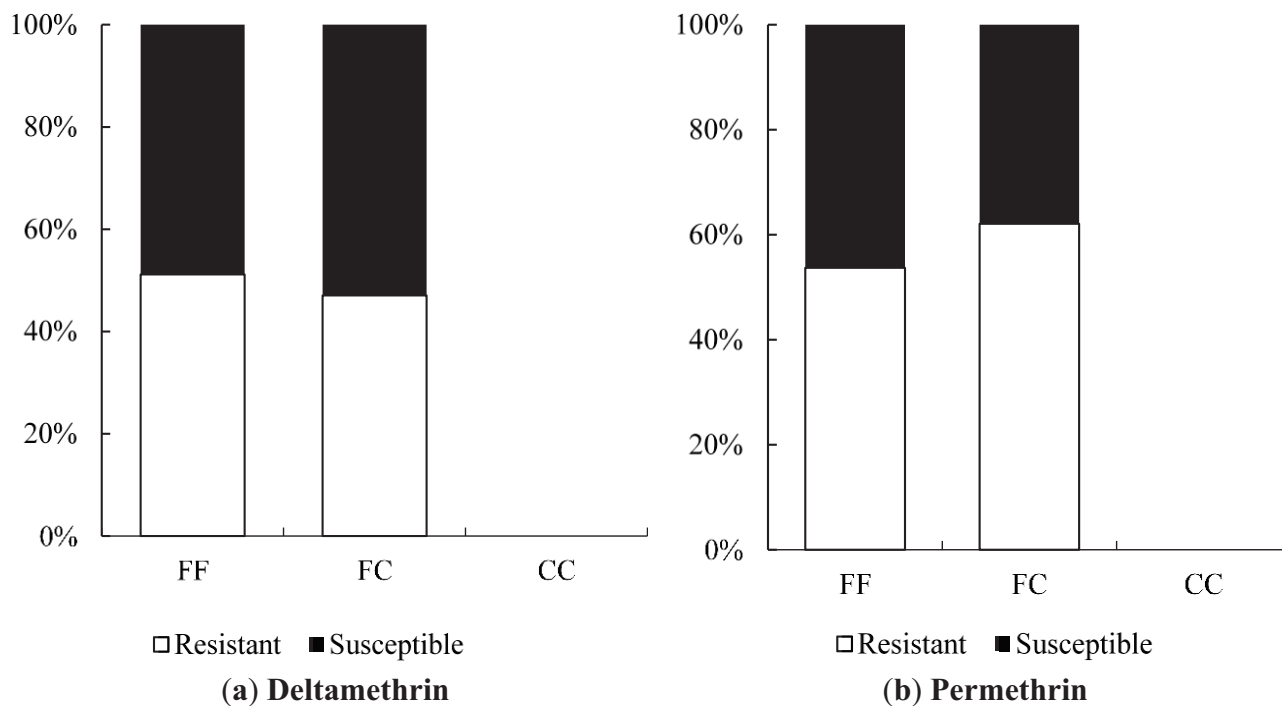 100%
80%
60%
40%
20%
0%
FF FC CC
Resistant Susceptible
(a) Deltamethrin
100%
80%
60%
40%
20%
0%
FF FC CC
Resistant Susceptible
(b) Permethrin